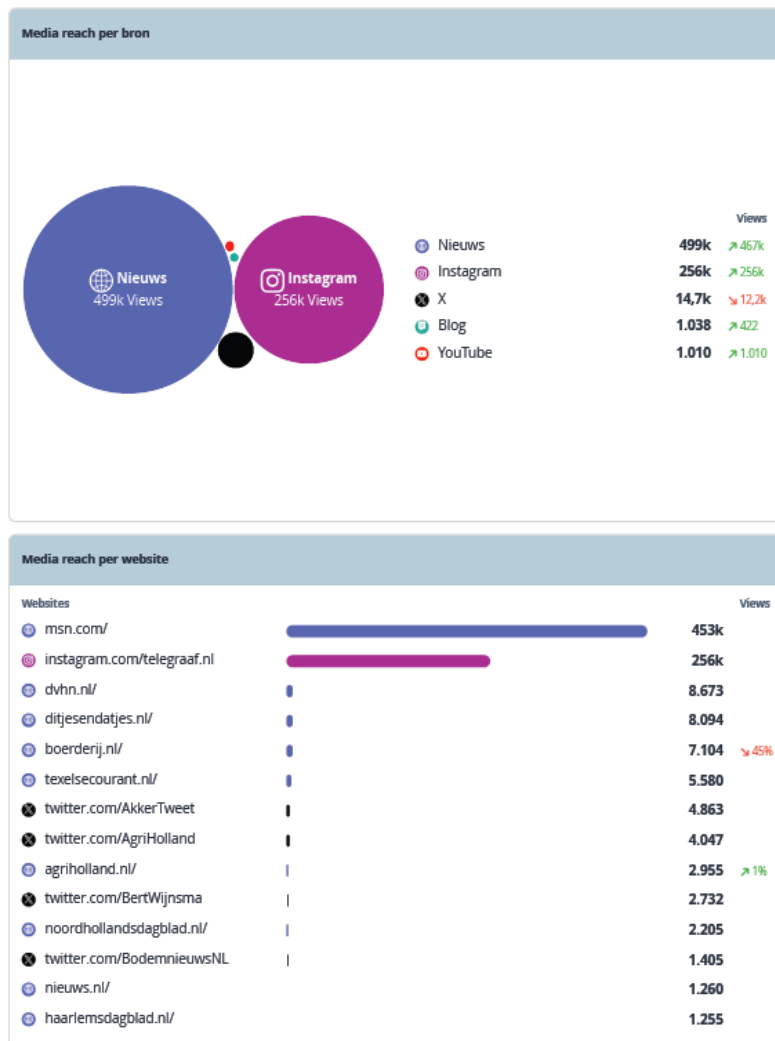 Media reach per bron
Nieuws
499k Views
Instagram
256k Views
Views
Nieuws 499k 467k
Instagram 256k 256k
X 14,7k 12,2k
Blog 1.038 422
YouTube 1.010 1.010
Media reach per website
Websites Views
msn.com/ 453k
instagram.com/telegraaf.nl 256k
dvhn.nl/ 8.673
ditjesendatjes.nl/ 8.094
boerderij.nl/ 7.104 45%
texelsecourant.nl/ 5.580
twitter.com/AkkerTweet 4.863
twitter.com/AgriHolland 4.047
agriholland.nl/ 2.955 1%
twitter.com/BertWijnsma 2.732
noordhollandsdagblad.nl/ 2.205
twitter.com/BodemnieuwsNL 1.405
nieuws.nl/ 1.260
haarlemsdagblad.nl/ 1.255